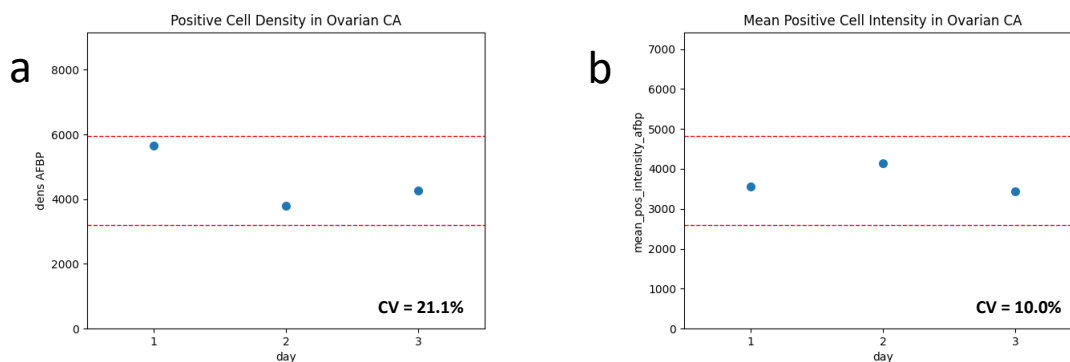 a
Positive Cell Density in Ovarian CA
dens AFBP
8000
6000
4000
2000
0
CV = 21.1%
1 2 3
day
b
Mean Positive Cell Intensity in Ovarian CA
mean_pos_intensity_afbp
7000
6000
5000
4000
3000
2000
1000
0
CV = 10.0%
1 2 3
day